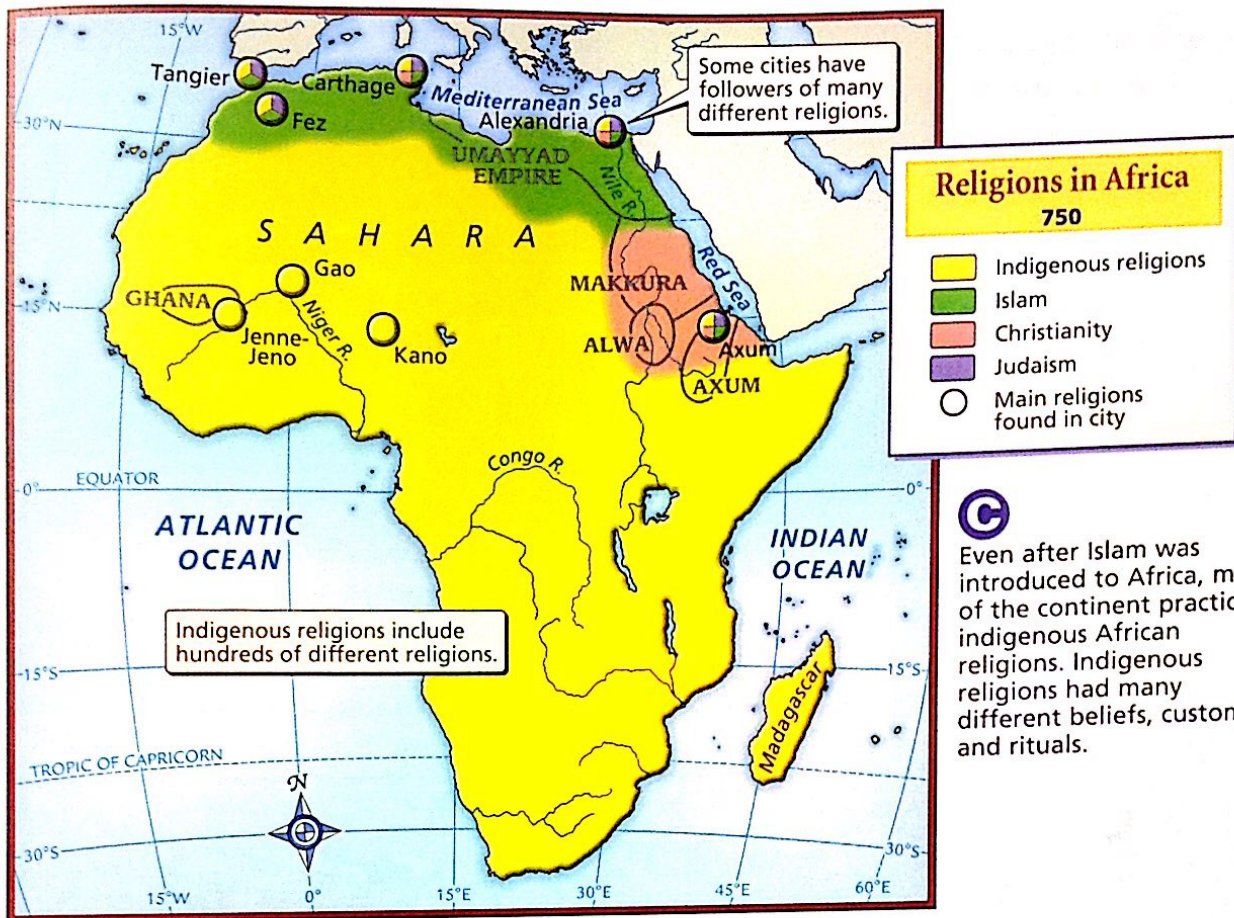 15°W
Tangier
Carthage
Fez
Mediterranean Sea
Alexandria
Some cities have
followers of many
different religions.
30°N
UMAYYAD
EMPIRE
Nile R.
SAHARA
Red Sea
Gao
GHANA
15°N
Jenne-
Jeno
Niger R.
Kano
MAKKURA
ALWA
Axum
AXUM
Religions in Africa
750
Indigenous religions
Islam
Christianity
Judaism
Main religions
found in city
Congo R.
EQUATOR
0°
0°
ATLANTIC
OCEAN
INDIAN
OCEAN
Indigenous religions include
hundreds of different religions.
15°S
15°S
Madagascar
TROPIC OF CAPRICORN
N
30°S
30°S
15°W
0°
15°E
30°E
45°E
60°E
C
Even after Islam was
introduced to Africa, m
of the continent practic
indigenous African
religions. Indigenous
religions had many
different beliefs, custom
and rituals.